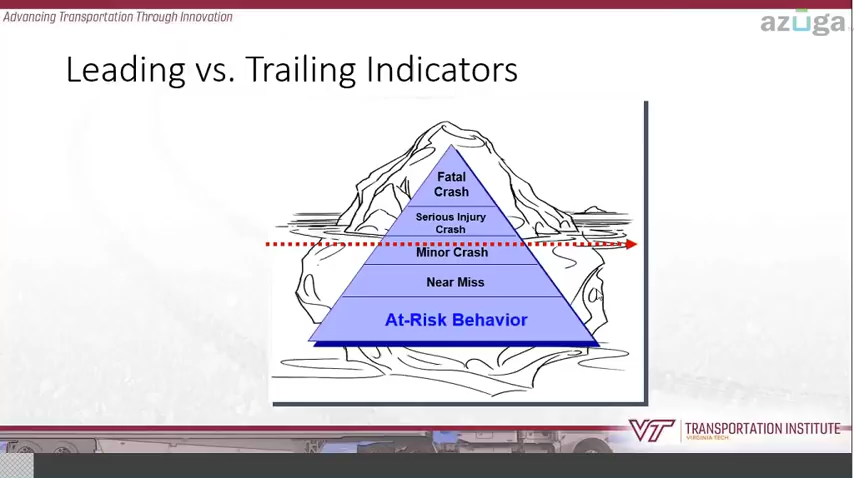 Advancing Transportation Through Innovation
azuga
Leading vs. Trailing Indicators
Fatal
Crash
Serious Injury
Crash
Minor Crash
Near Miss
At-Risk Behavior
VT TRANSPORTATION INSTITUTE
VIRGINIA TECH